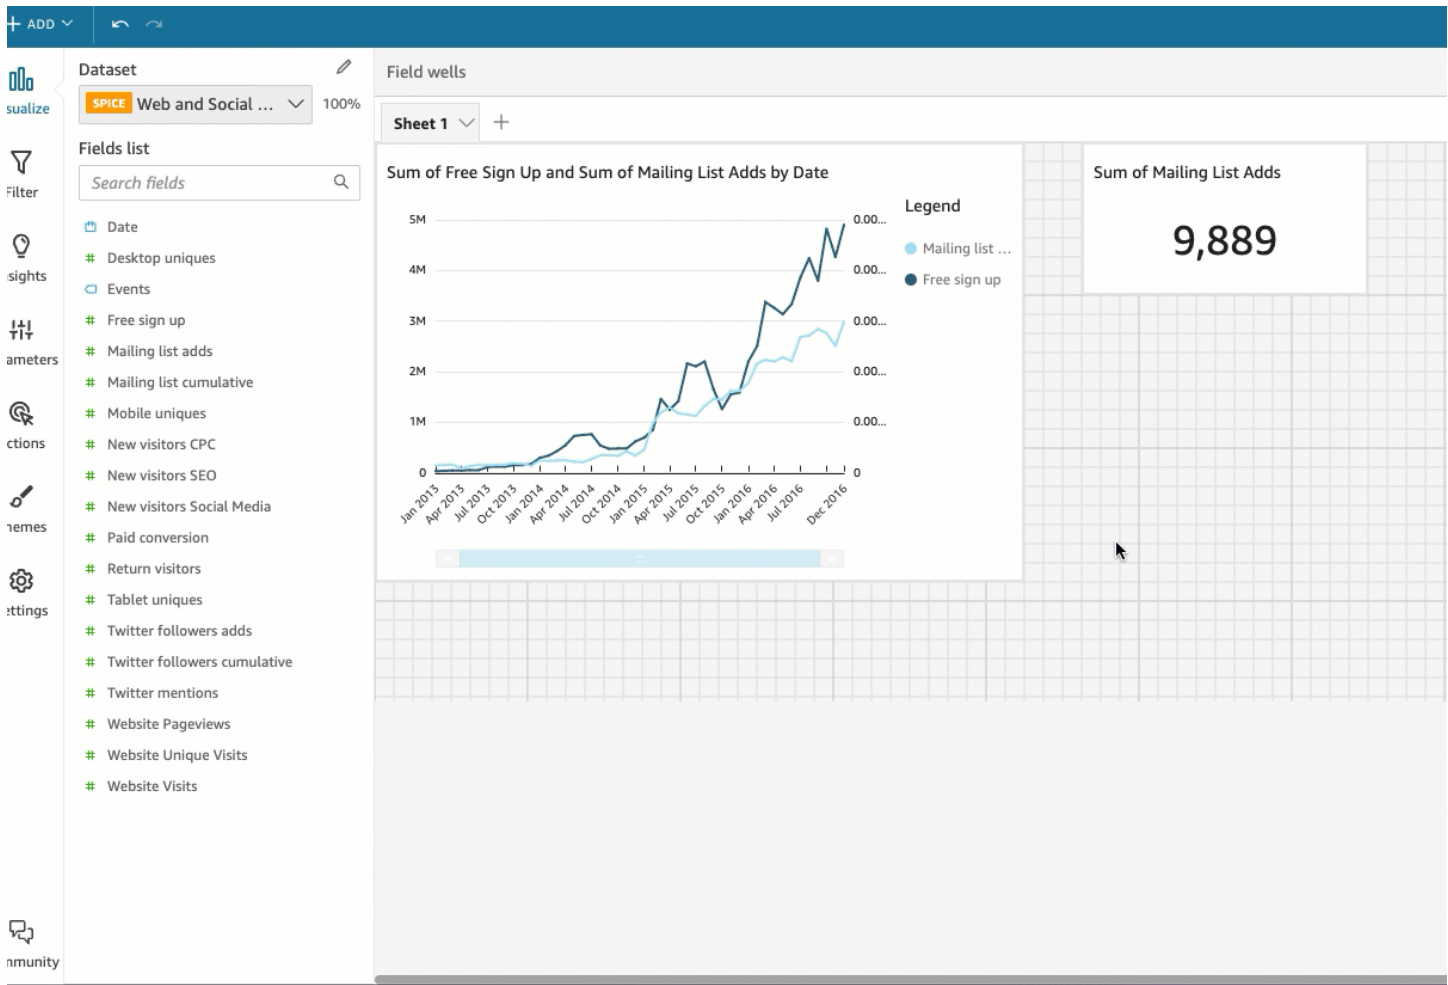 ADD
sualize
Filter
sights
ameters
ctions
hemes
ettings
mmunity
Dataset
SPICE Web and Social ... 100%
Fields list
Search fields
Date
Desktop uniques
Events
Free sign up
Mailing list adds
Mailing list cumulative
Mobile uniques
New visitors CPC
New visitors SEO
New visitors Social Media
Paid conversion
Return visitors
Tablet uniques
Twitter followers adds
Twitter followers cumulative
Twitter mentions
Website Pageviews
Website Unique Visits
Website Visits
Field wells
Sheet 1
Sum of Free Sign Up and Sum of Mailing List Adds by Date
5M
4M
3M
2M
1M
0
0.00...
0.00...
0.00...
0.00...
0.00...
0
Jan 2013
Apr 2013
Jul 2013
Oct 2013
Jan 2014
Apr 2014
Jul 2014
Oct 2014
Jan 2015
Apr 2015
Jul 2015
Oct 2015
Jan 2016
Apr 2016
Jul 2016
Dec 2016
Legend
Mailing list ...
Free sign up
Sum of Mailing List Adds
9,889